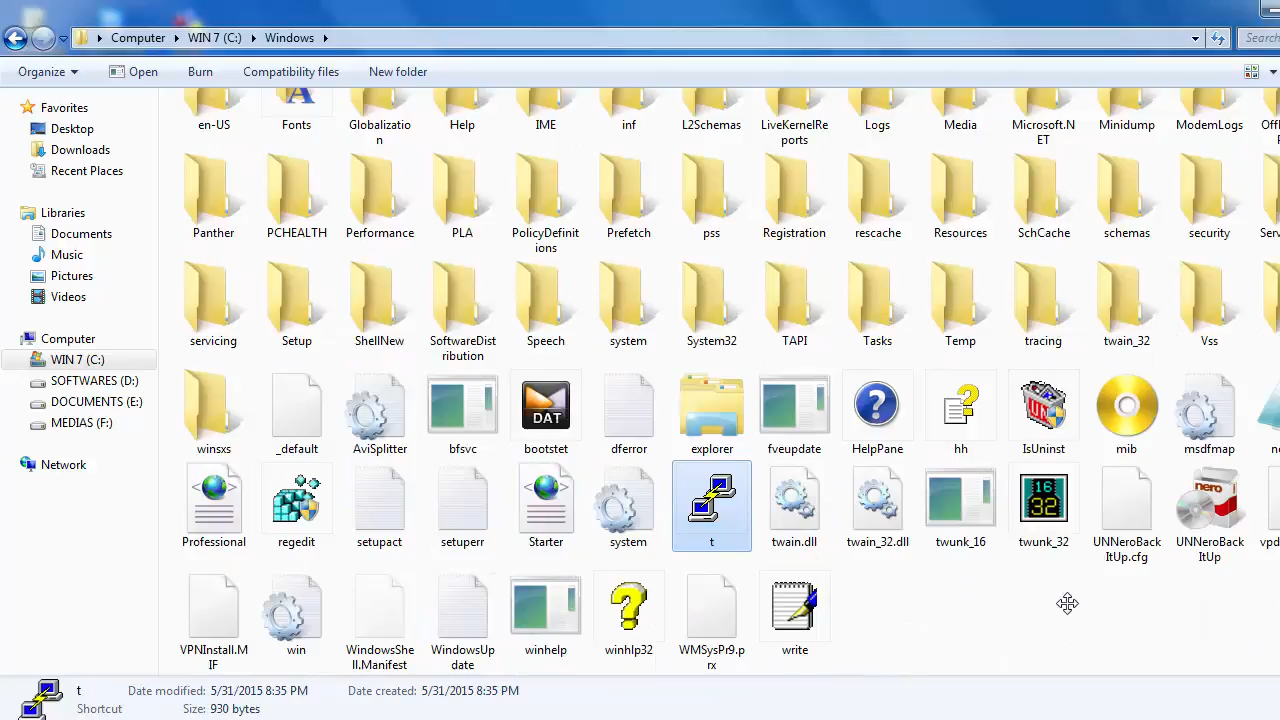 Computer WIN 7 (C:) Windows
Search
Organize Open Burn Compatibility files New folder
Favorites
Desktop
Downloads
Recent Places
Libraries
Documents
Music
Pictures
Videos
Computer
WIN 7 (C:)
SOFTWARES (D:)
DOCUMENTS (E:)
MEDIAS (F:)
Network
en-US Fonts Globalizatio Help IME inf L2Schemas LiveKernelRe Logs Media Microsoft.N Minidump ModemLogs
n ports ET
Panther PCHEALTH Performance PLA PolicyDefinit Prefetch pss Registration rescache Resources SchCache schemas security
ions
servicing Setup ShellNew SoftwareDist Speech system System32 TAPI Tasks Temp tracing twain_32 Vss
ribution
winsxs _default AviSplitter bfsvc bootstet dferror explorer fveupdate HelpPane hh IsUninst mib msdfmap
DAT
UN
Professional regedit setupact setuperr Starter system t twain.dll twain_32.dll twunk_16 twunk_32 UNNeroBack UNNeroBack
ItUp.cfg ItUp
16
32
nero
VPNInstall.M win WindowsShe WindowsUp winhelp winhlp32 WMSysPr9.p write
IF ll.Manifest date rx
t Date modified: 5/31/2015 8:35 PM Date created: 5/31/2015 8:35 PM
Shortcut Size: 930 bytes